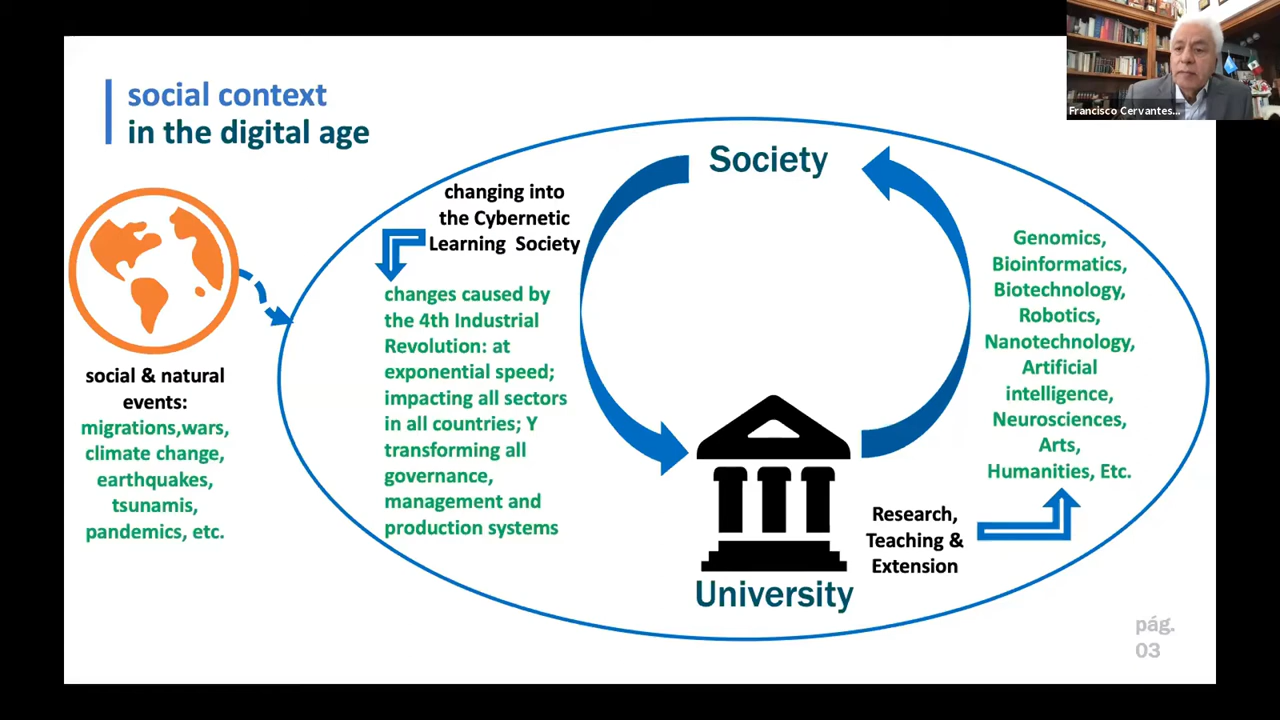 social context
in the digital age
Francisco Cervantes...
Society
changing into
the Cybernetic
Learning Society
changes caused by
the 4th Industrial
Revolution: at
exponential speed;
impacting all sectors
in all countries; Y
transforming all
governance,
management and
production systems
social & natural
events:
migrations,wars,
climate change,
earthquakes,
tsunamis,
pandemics, etc.
Genomics,
Bioinformatics,
Biotechnology,
Robotics,
Nanotechnology,
Artificial
intelligence,
Neurosciences,
Arts,
Humanities, Etc.
Research,
Teaching &
Extension
University
pág.
03